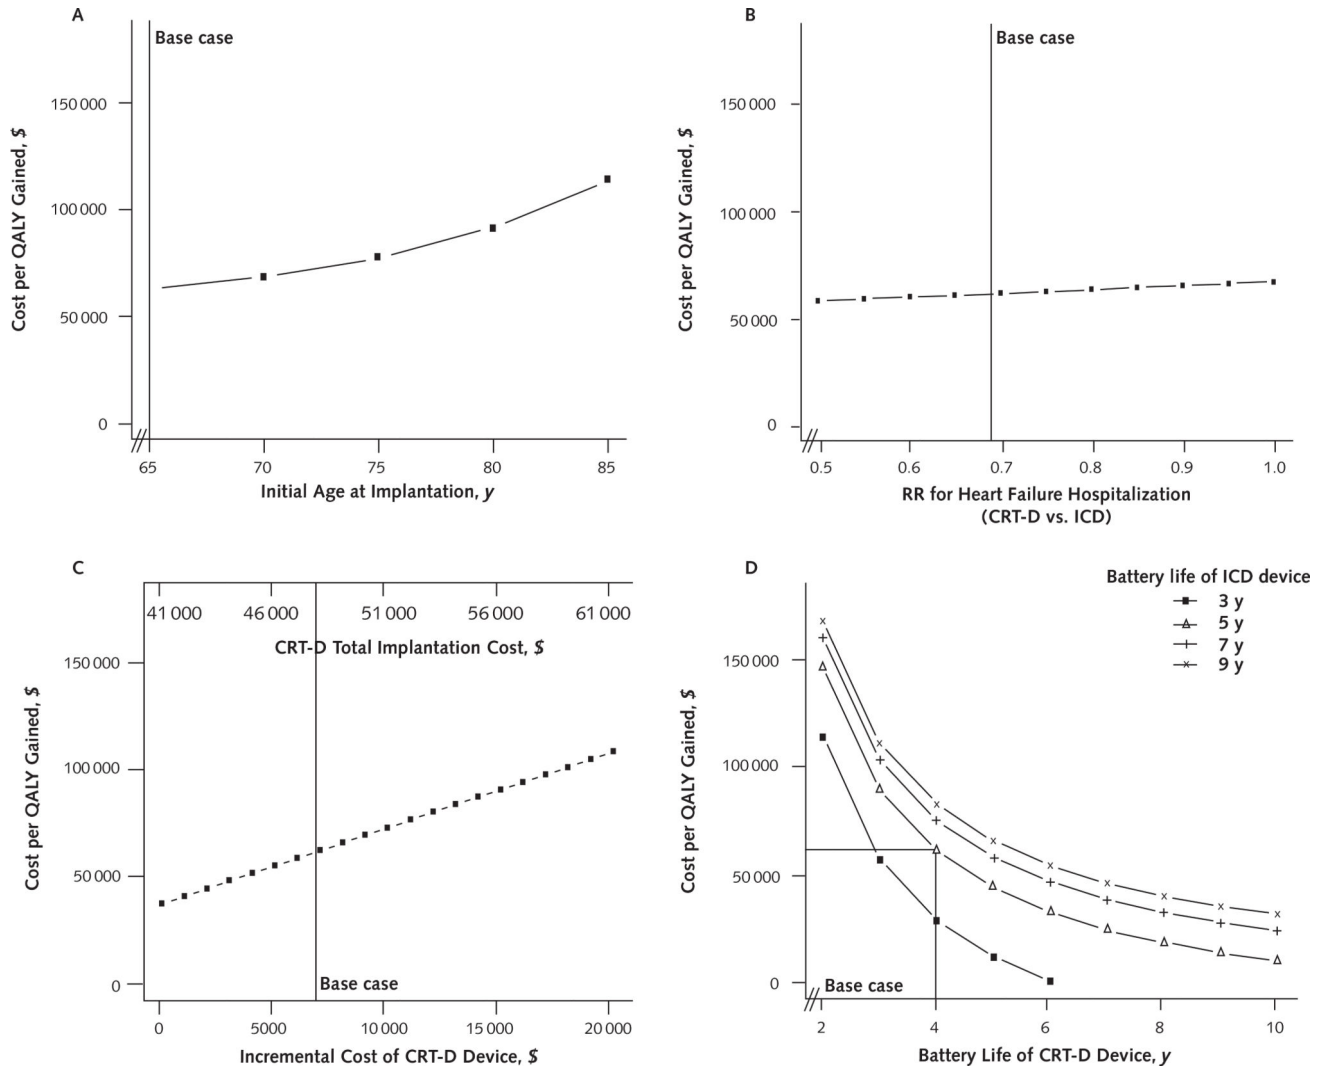 A
Base case
150 000
100 000
50 000
0
Cost per QALY Gained, $
65 70 75 80 85
Initial Age at Implantation, y
B
Base case
150 000
100 000
50 000
0
Cost per QALY Gained, $
0.5 0.6 0.7 0.8 0.9 1.0
RR for Heart Failure Hospitalization
(CRT-D vs. ICD)
C
41 000 46 000 51 000 56 000 61 000
CRT-D Total Implantation Cost, $
150 000
100 000
50 000
0
Cost per QALY Gained, $
Base case
0 5000 10 000 15 000 20 000
Incremental Cost of CRT-D Device, $
D
Battery life of ICD device
3 y
5 y
7 y
9 y
150 000
100 000
50 000
0
Cost per QALY Gained, $
Base case
2 4 6 8 10
Battery Life of CRT-D Device, y